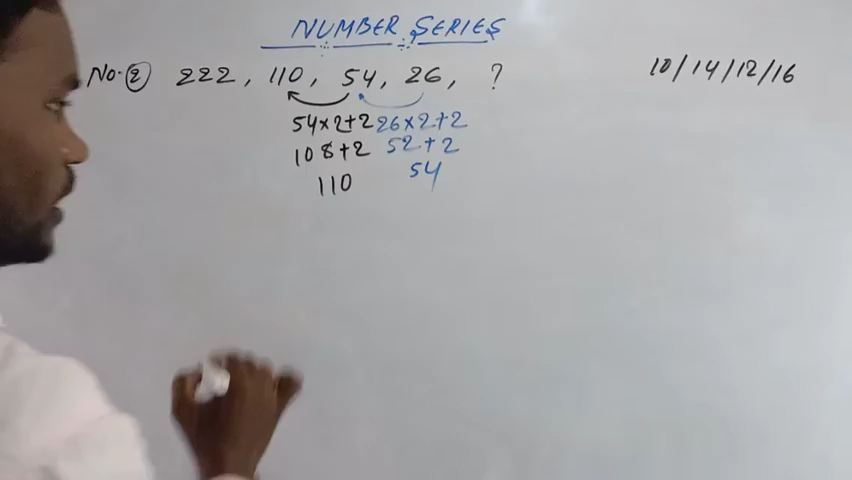 NUMBER SERIES
No. 2 222, 110, 54, 26, ? 10/14/12/16
54×2+2 26×2+2
108+2 52+2
110 54